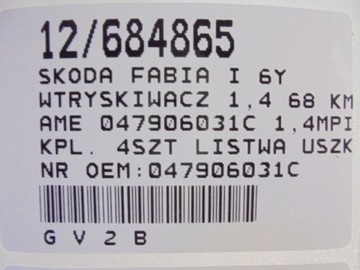 12/684865
SKODA FABIA I 6Y
WTRYSKIWACZ 1,4 68 KM
AME 047906031C 1,4MPI
KPL. 4SZT LISTWA USZK
NR OEM:047906031C
G V 2 B